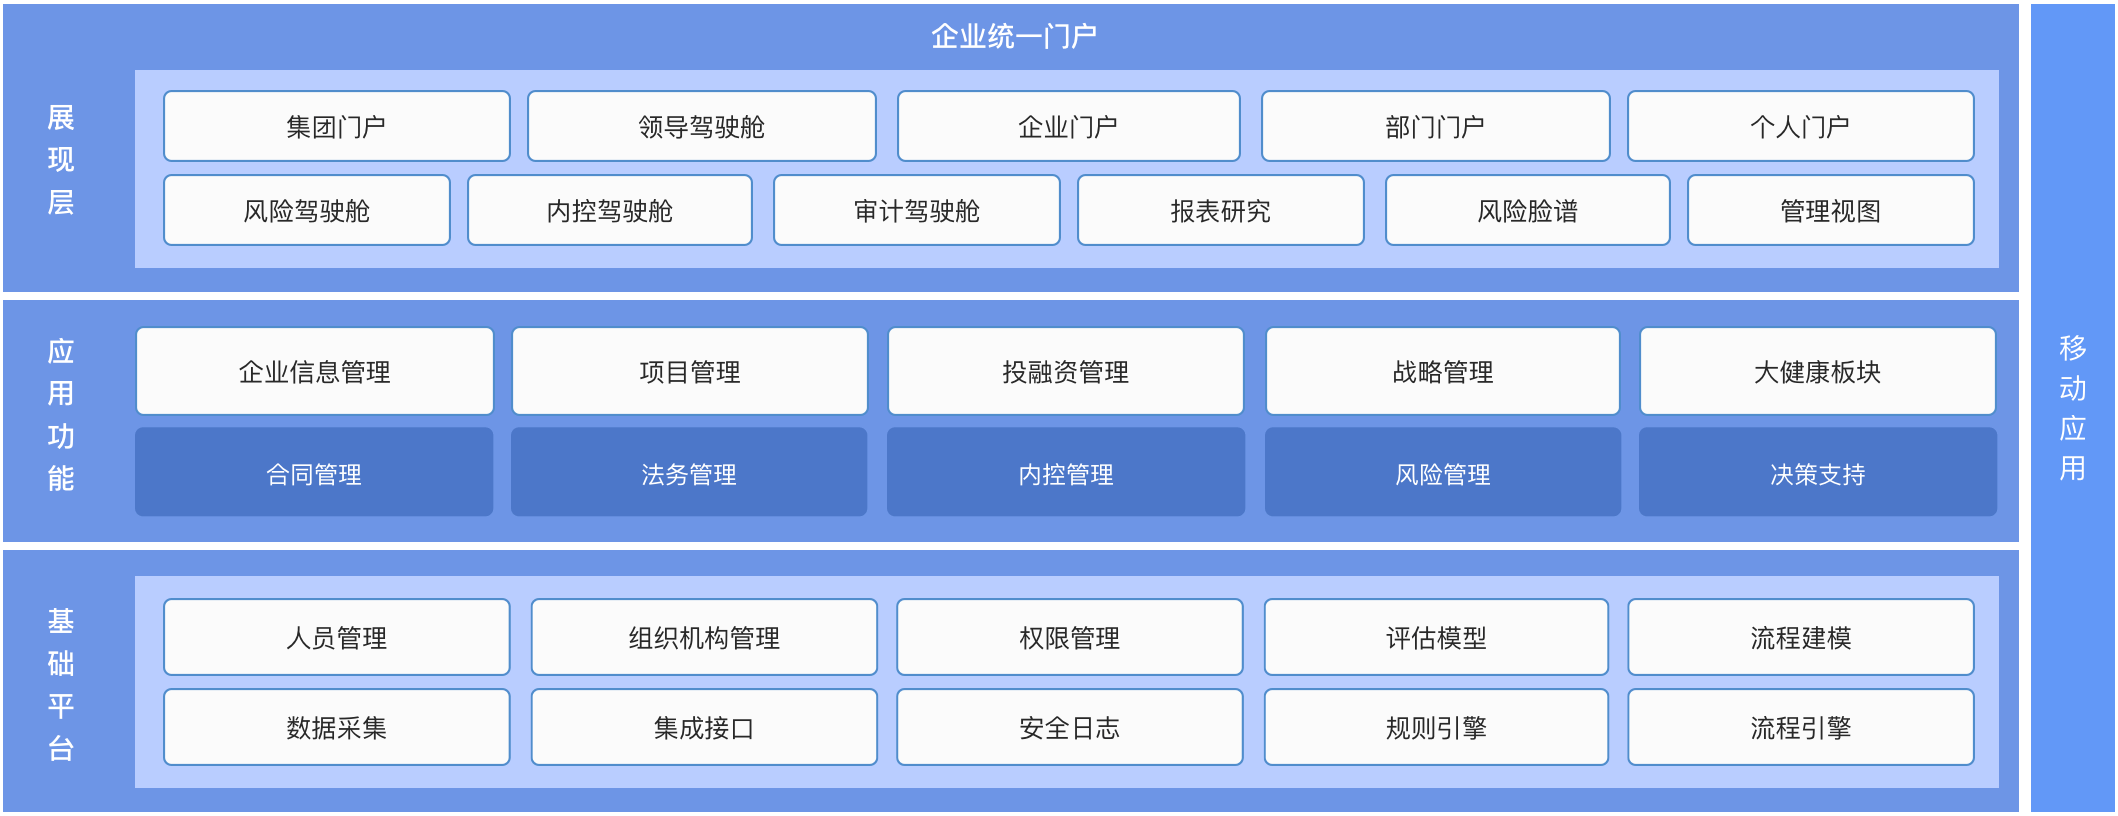 企业统一门户
展现层
集团门户
领导驾驶舱
企业门户
部门门户
个人门户
风险驾驶舱
内控驾驶舱
审计驾驶舱
报表研究
风险脸谱
管理视图
应用功能
企业信息管理
项目管理
投融资管理
战略管理
大健康板块
合同管理
法务管理
内控管理
风险管理
决策支持
基础平台
人员管理
组织机构管理
权限管理
评估模型
流程建模
数据采集
集成接口
安全日志
规则引擎
流程引擎
移动应用